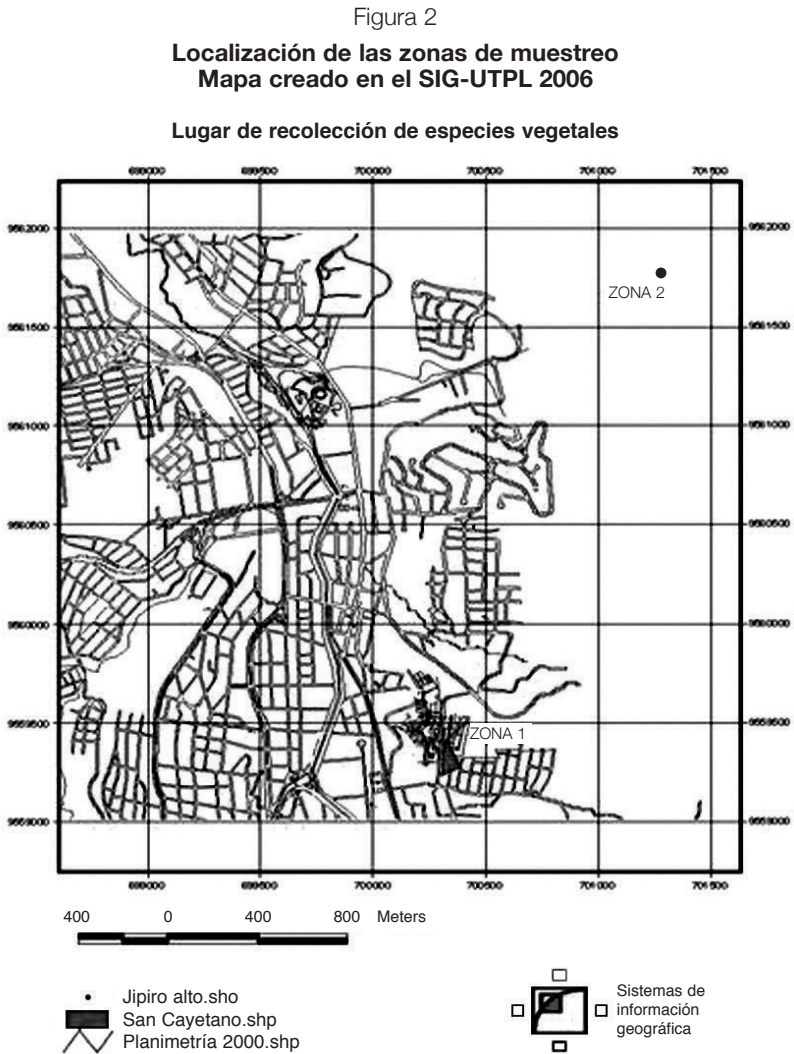 Figura 2
Localización de las zonas de muestreo
Mapa creado en el SIG-UTPL 2006
Lugar de recolección de especies vegetales
699500 700000 700500 701000 701500
ZONA 2
ZONA 1
699500 700000 700500 701000 701500
400 0 400 800 Meters
Jipiro alto.sho
San Cayetano.shp
Planimetría 2000.shp
Sistemas de
información
geográfica